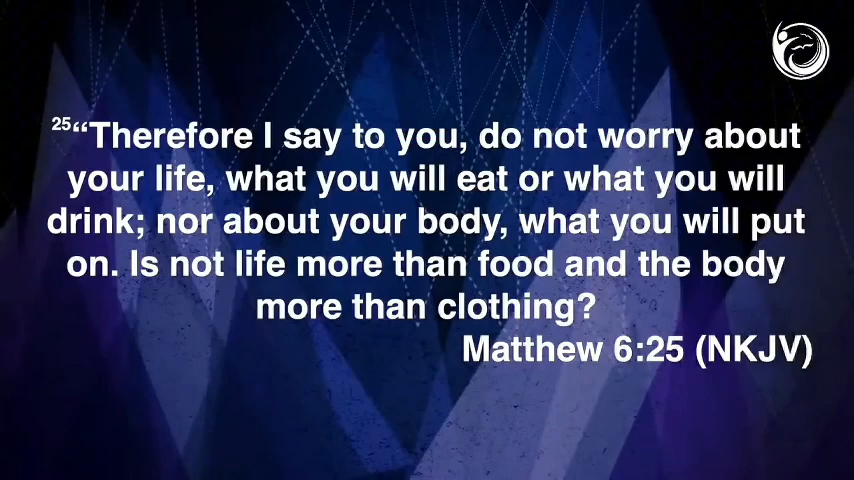 25“Therefore I say to you, do not worry about
your life, what you will eat or what you will
drink; nor about your body, what you will put
on. Is not life more than food and the body
more than clothing?
Matthew 6:25 (NKJV)